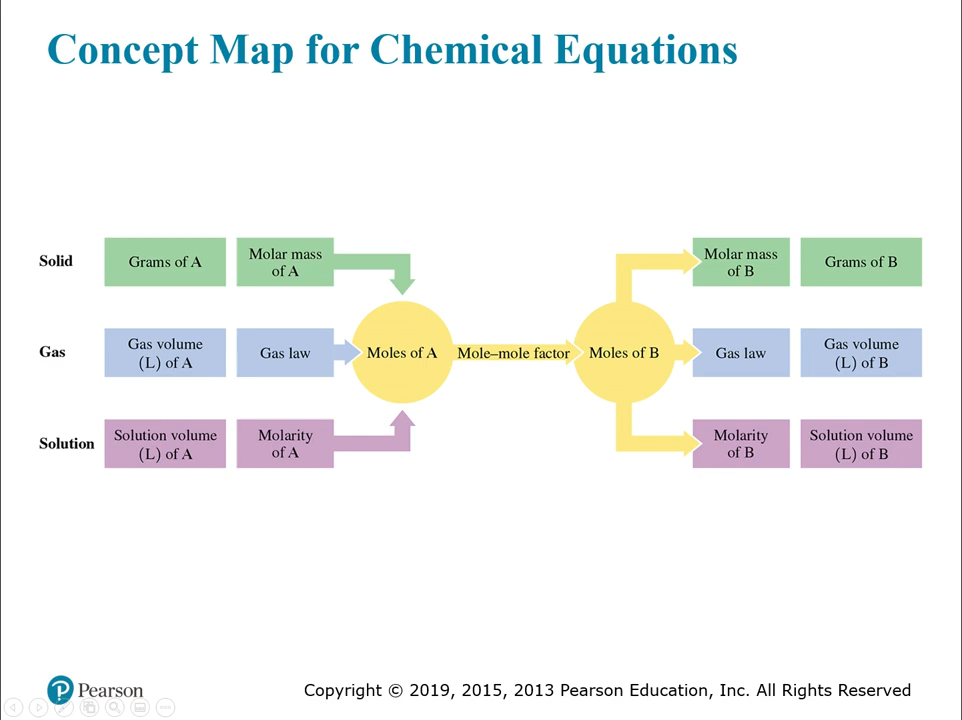 Concept Map for Chemical Equations
Solid
Grams of A
Molar mass
of A
Molar mass
of B
Grams of B
Gas
Gas volume
(L) of A
Gas law
Moles of A
Mole–mole factor
Moles of B
Gas law
Gas volume
(L) of B
Solution
Solution volume
(L) of A
Molarity
of A
Molarity
of B
Solution volume
(L) of B
Pearson
Copyright © 2019, 2015, 2013 Pearson Education, Inc. All Rights Reserved